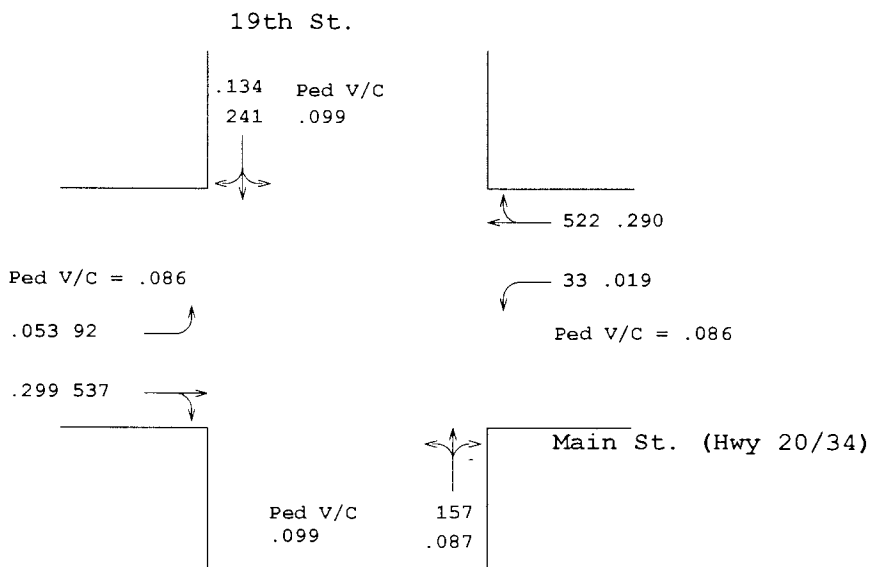 19th St.
.134 Ped V/C
241 .099
522 .290
Ped V/C = .086
33 .019
.053 92
Ped V/C = .086
.299 537
Main St. (Hwy 20/34)
Ped V/C 157
.099 .087